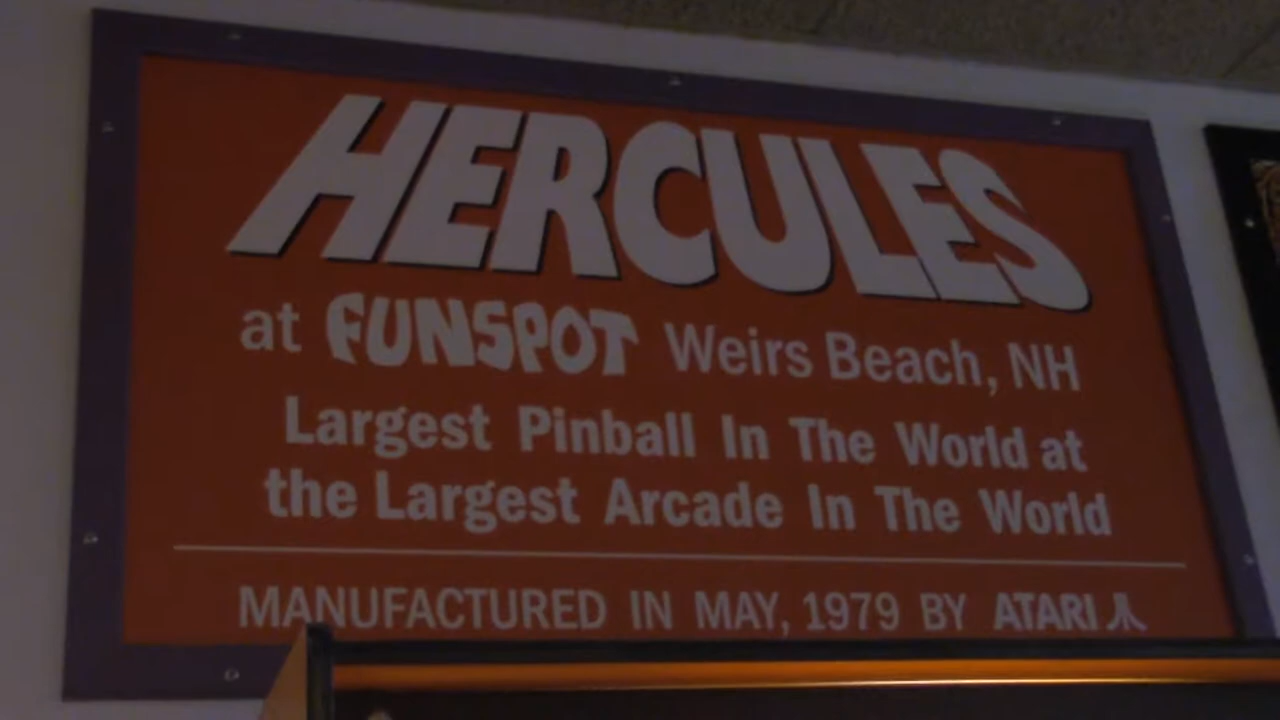 HERCULES
at FUNSPOT Weirs Beach, NH
Largest Pinball In The World at
the Largest Arcade In The World
MANUFACTURED IN MAY, 1979 BY ATARI